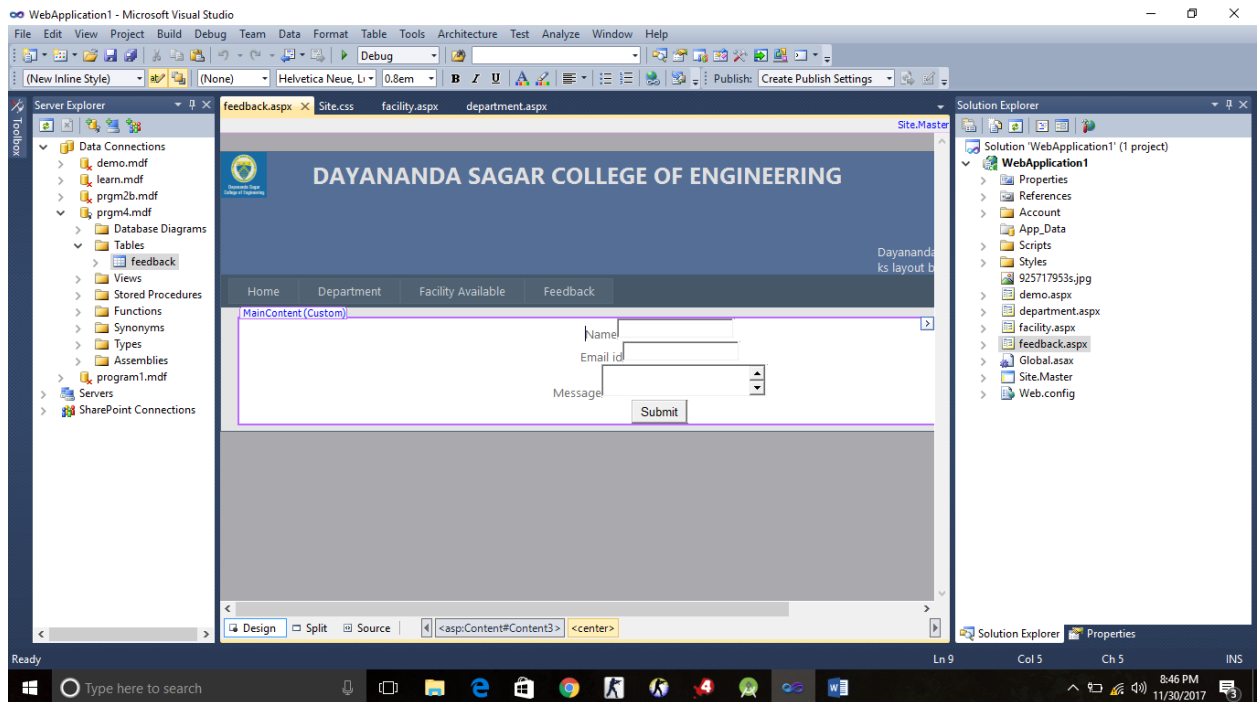 WebApplication1 - Microsoft Visual Studio
File Edit View Project Build Debug Team Data Format Table Tools Architecture Test Analyze Window Help
Debug
(New Inline Style) (None) Helvetica Neue, Li 0.8em B I U A Publish: Create Publish Settings
Toolbox
Server Explorer
Data Connections
demo.mdf
learn.mdf
prgm2b.mdf
prgm4.mdf
Database Diagrams
Tables
feedback
Views
Stored Procedures
Functions
Synonyms
Types
Assemblies
program1.mdf
Servers
SharePoint Connections
feedback.aspx Site.css facility.aspx department.aspx
Site.Master
Dayananda Sagar
College of Engineering
DAYANANDA SAGAR COLLEGE OF ENGINEERING
Dayananda
ks layout b
Home Department Facility Available Feedback
MainContent (Custom)
Name
Email id
Message
Submit
Design Split Source <asp:Content#Content3> <center>
Solution Explorer
Solution 'WebApplication1' (1 project)
WebApplication1
Properties
References
Account
App_Data
Scripts
Styles
925717953s.jpg
demo.aspx
department.aspx
facility.aspx
feedback.aspx
Global.asax
Site.Master
Web.config
Solution Explorer Properties
Ready Ln 9 Col 5 Ch 5 INS
Type here to search
8:46 PM
11/30/2017
3